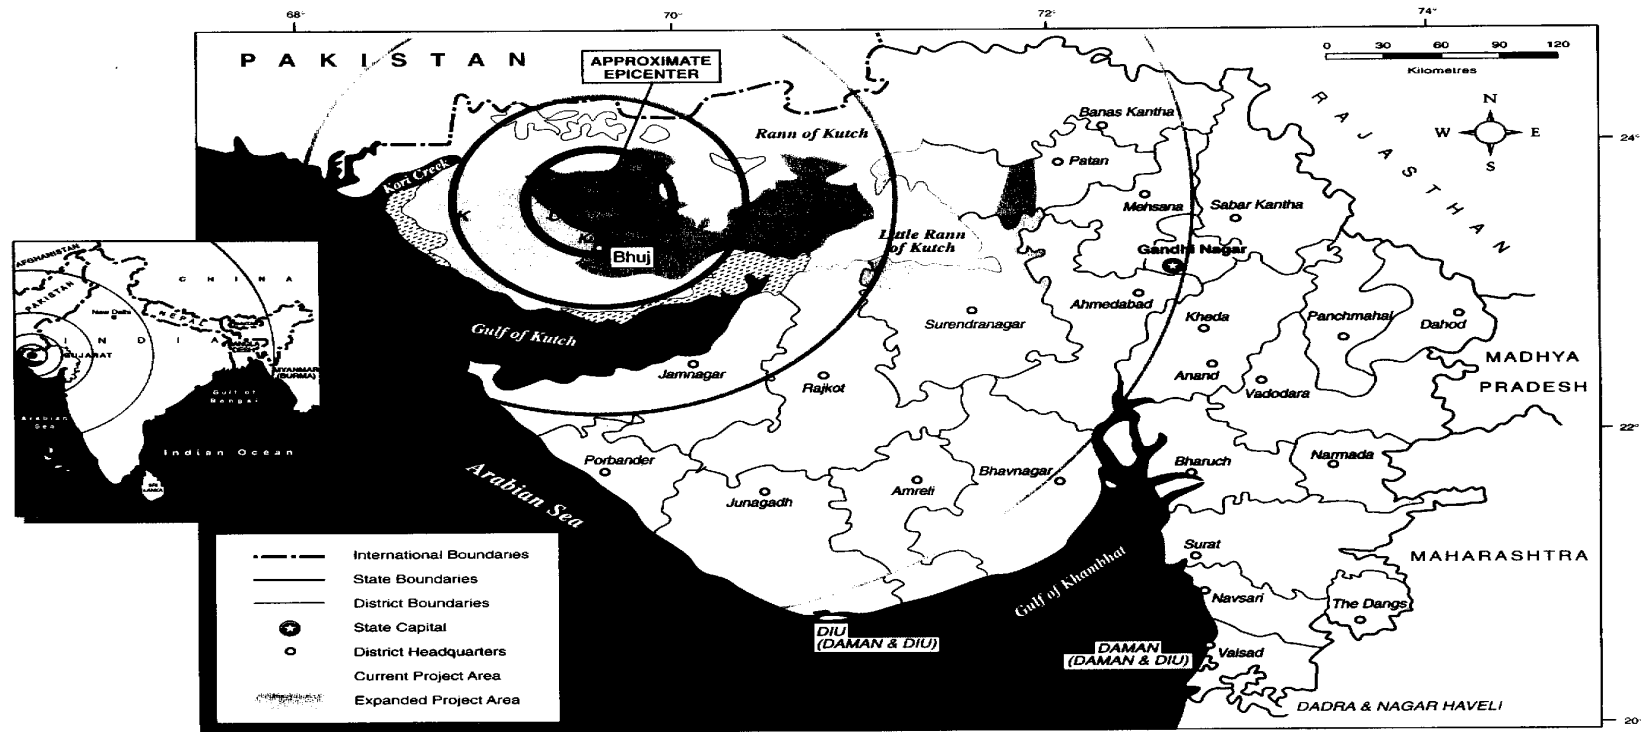 68°
70°
72°
74°
PAKISTAN
APPROXIMATE
EPICENTER
0 30 60 90 120
Kilometres
RAJASTHAN
N
W E
S
24°
Banas Kantha
Rann of Kutch
Patan
Kori Creek
Mehsana
Sabar Kantha
K
Little Rann
of Kutch
Gandhi Nagar
Bhuj
Ahmedabad
Surendranagar
Kheda
Panchmahal
Dahod
Gulf of Kutch
MADHYA
PRADESH
Jamnagar
Rajkot
Anand
Vadodara
22°
Porbander
Junagadh
Amreli
Bhavnagar
Bharuch
Narmada
Arabian Sea
Surat
MAHARASHTRA
Gulf of Khambhat
Navsari
The Dangs
DIU
(DAMAN & DIU)
DAMAN
(DAMAN & DIU)
Valsad
DADRA & NAGAR HAVELI
20°
AFGHANISTAN
CHINA
PAKISTAN
NEPAL
New Delhi
INDIA
GUJARAT
MYANMAR
(BURMA)
Gulf of
Bengal
Arabian
Sea
Indian Ocean
SRI
LANKA
International Boundaries
State Boundaries
District Boundaries
State Capital
District Headquarters
Current Project Area
Expanded Project Area